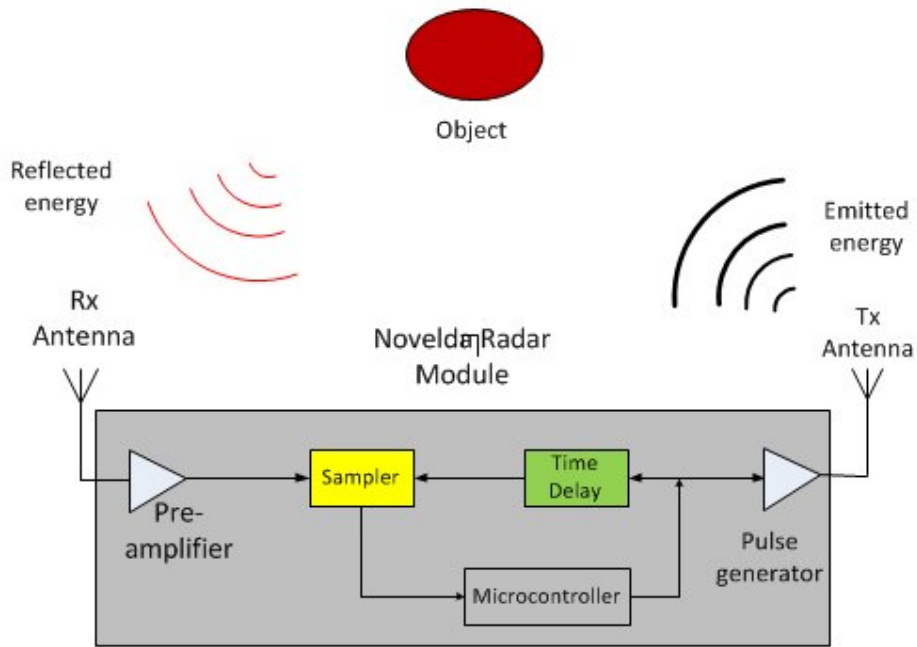 Object
Reflected
energy
Emitted
energy
Rx
Antenna
Tx
Antenna
Novelda Radar
Module
Sampler
Time
Delay
Pre-
amplifier
Pulse
generator
Microcontroller